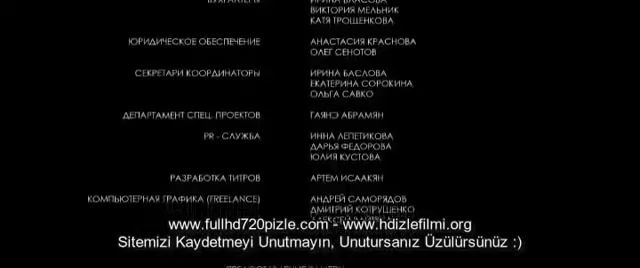 ВИКТОРИЯ МЕЛЬНИК
КАТЯ ТРОЩЕНКОВА
ЮРИДИЧЕСКОЕ ОБЕСПЕЧЕНИЕ АНАСТАСИЯ КРАСНОВА
ОЛЕГ СЕНОТОВ
СЕКРЕТАРИ КООРДИНАТОРЫ ИРИНА БАСЛОВА
ЕКАТЕРИНА СОРОКИНА
ОЛЬГА САВКО
ДЕПАРТАМЕНТ СПЕЦ. ПРОЕКТОВ ГАЯНЭ АБРАМЯН
PR - СЛУЖБА ИННА ЛЕПЕТИКОВА
ДАРЬЯ ФЕДОРОВА
ЮЛИЯ КУСТОВА
РАЗРАБОТКА ТИТРОВ АРТЕМ ИСААКЯН
КОМПЬЮТЕРНАЯ ГРАФИКА (FREELANCE) АНДРЕЙ САМОРЯДОВ
ДМИТРИЙ КОТРУЩЕНКО
www.fullhd720pizle.com - www.hdizlefilmi.org
Sitemizi Kaydetmeyi Unutmayın, Unutursanız Üzülürsünüz :)